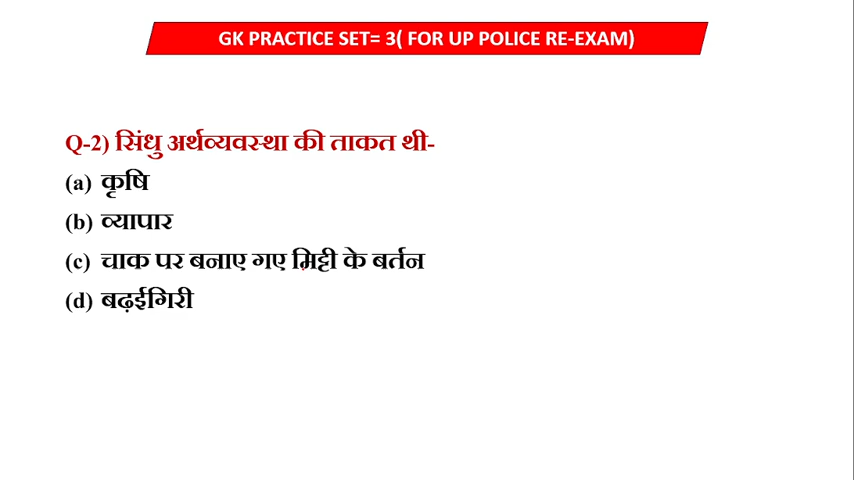 GK PRACTICE SET= 3( FOR UP POLICE RE-EXAM)
Q-2) सिंधु अर्थव्यवस्था की ताकत थी-
(a) कृषि
(b) व्यापार
(c) चाक पर बनाए गए मिट्टी के बर्तन
(d) बढ़ईगिरी